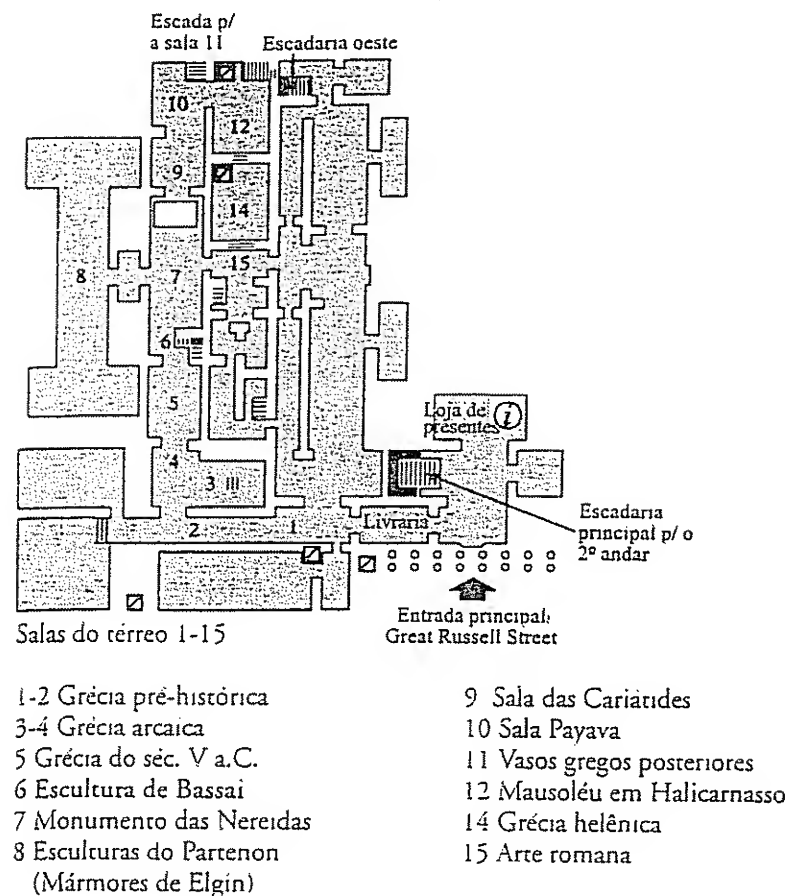 Escada p/
a sala 11
Escadaria oeste
10
12
9
14
8
7
15
6
5
4
3
2
1
Loja de
presentes
i
Livraria
Escadaria
principal p/ o
2º andar
Entrada principal:
Great Russell Street
Salas do térreo 1-15
1-2 Grécia pré-histórica
3-4 Grécia arcaica
5 Grécia do séc. V a.C.
6 Escultura de Bassai
7 Monumento das Nereidas
8 Esculturas do Partenon
(Mármores de Elgin)
9 Sala das Cariátides
10 Sala Payava
11 Vasos gregos posteriores
12 Mausoléu em Halicarnasso
14 Grécia helênica
15 Arte romana